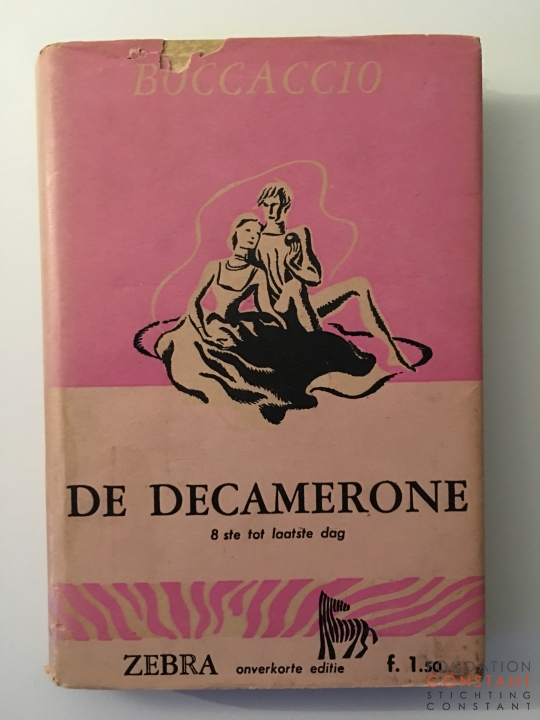 BOCCACCIO
DE DECAMERONE
8 ste tot laatste dag
ZEBRA onverkorte editie f. 1.50
FONDATION
CONSTANT
STICHTING
CONSTANT